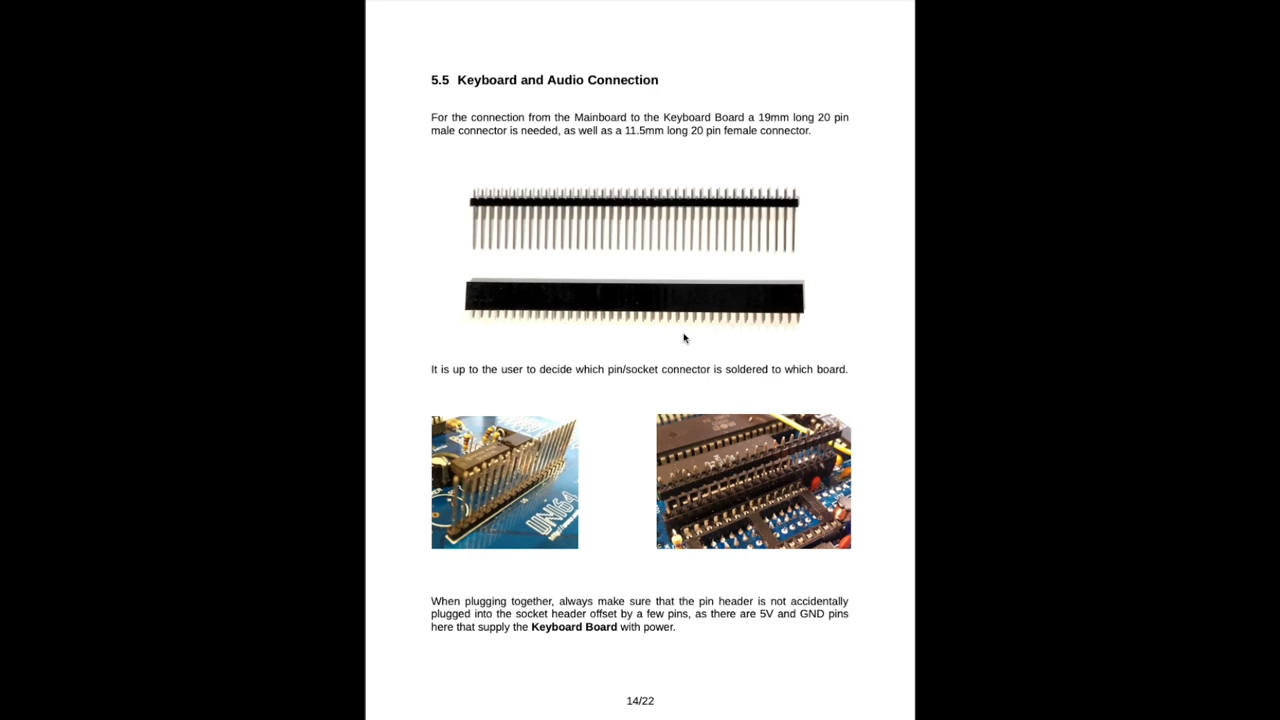 5.5 Keyboard and Audio Connection
For the connection from the Mainboard to the Keyboard Board a 19mm long 20 pin
male connector is needed, as well as a 11.5mm long 20 pin female connector.
It is up to the user to decide which pin/socket connector is soldered to which board.
UNI64
When plugging together, always make sure that the pin header is not accidentally
plugged into the socket header offset by a few pins, as there are 5V and GND pins
here that supply the Keyboard Board with power.
14/22